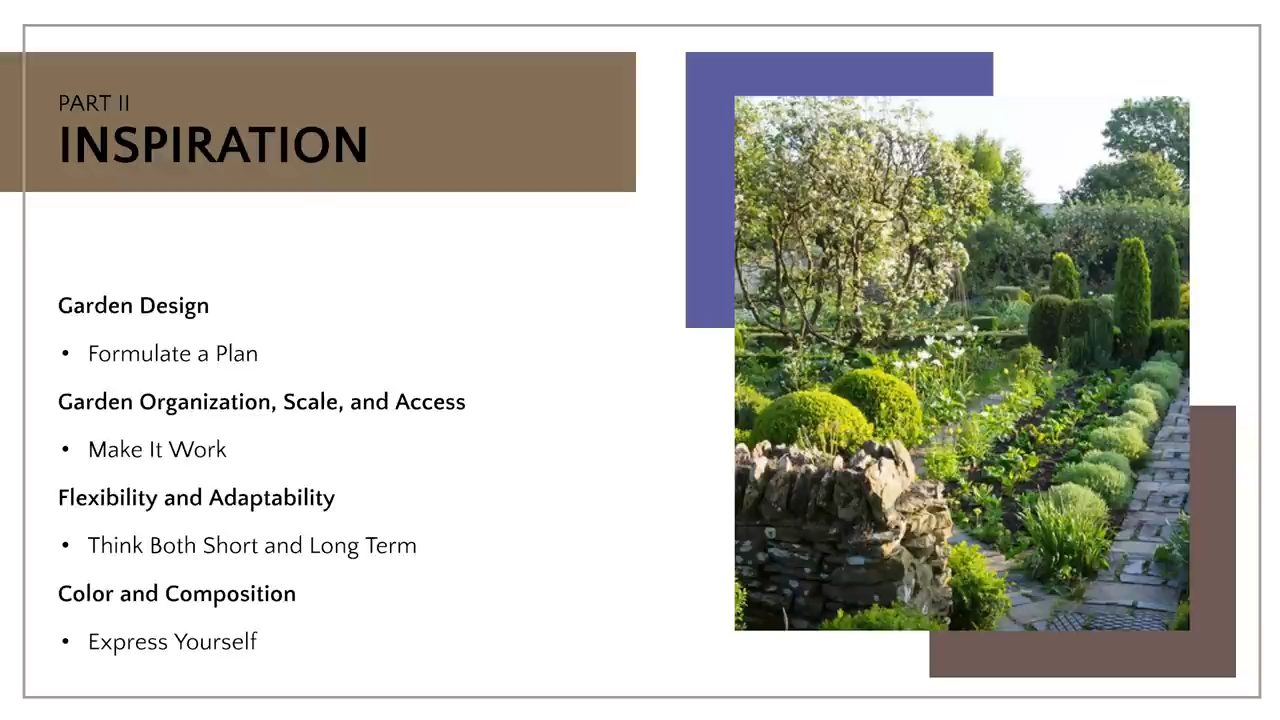 PART II
INSPIRATION
Garden Design
• Formulate a Plan
Garden Organization, Scale, and Access
• Make It Work
Flexibility and Adaptability
• Think Both Short and Long Term
Color and Composition
• Express Yourself